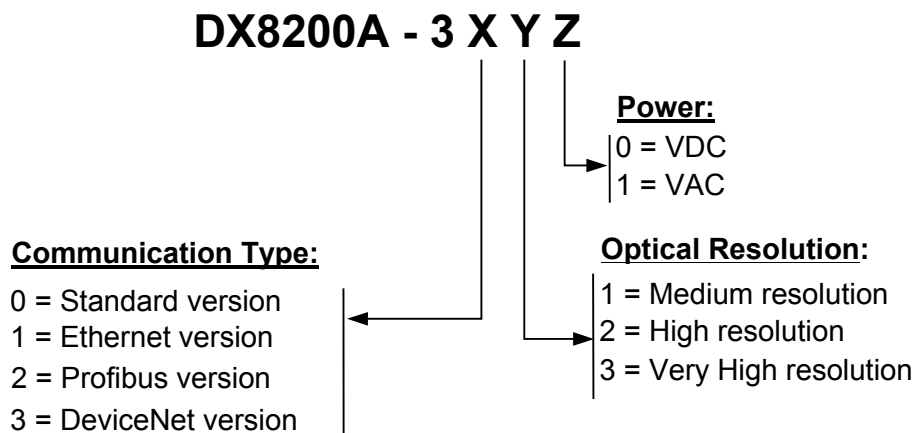 DX8200A - 3 X Y Z
Power:
0 = VDC
1 = VAC
Communication Type:
0 = Standard version
1 = Ethernet version
2 = Profibus version
3 = DeviceNet version
Optical Resolution:
1 = Medium resolution
2 = High resolution
3 = Very High resolution